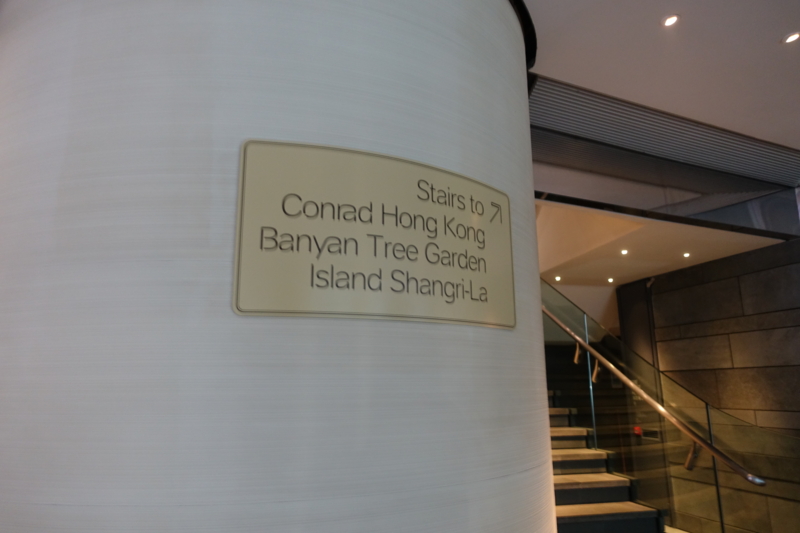 Stairs to ↗
Conrad Hong Kong
Banyan Tree Garden
Island Shangri-La